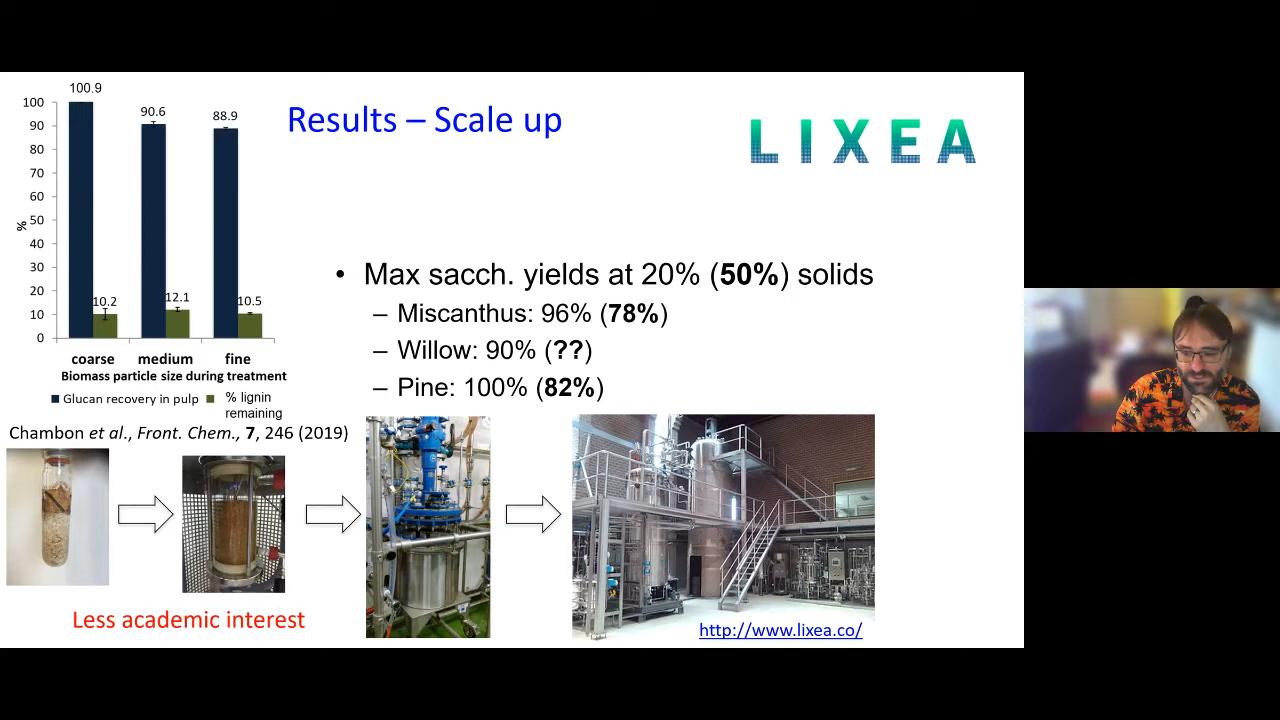 Results – Scale up
LIXEA
100.9
90.6
88.9
100
90
80
70
60
50
40
30
20
10
0
%
10.2
12.1
10.5
coarse medium fine
Biomass particle size during treatment
Glucan recovery in pulp
% lignin
remaining
Chambon et al., Front. Chem., 7, 246 (2019)
• Max sacch. yields at 20% (50%) solids
– Miscanthus: 96% (78%)
– Willow: 90% (??)
– Pine: 100% (82%)
Less academic interest
http://www.lixea.co/